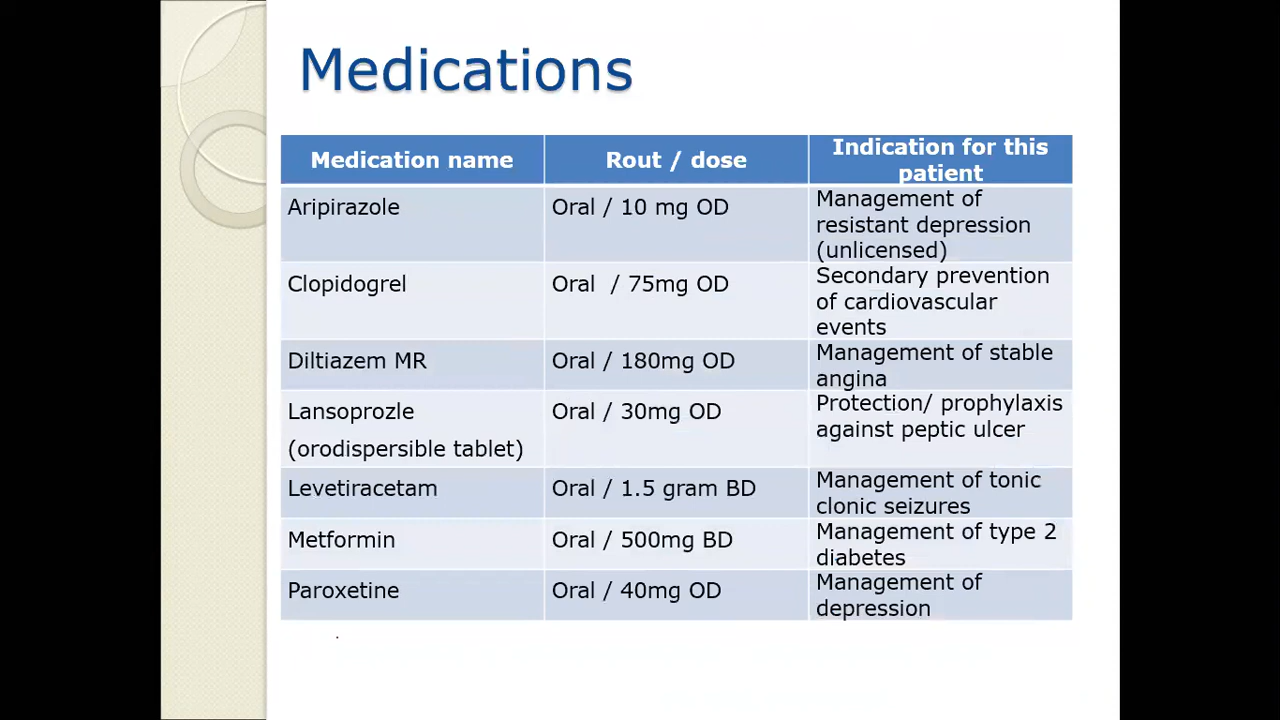 Medications
Medication name
Rout / dose
Indication for this
patient
Aripirazole
Oral / 10 mg OD
Management of
resistant depression
(unlicensed)
Clopidogrel
Oral / 75mg OD
Secondary prevention
of cardiovascular
events
Diltiazem MR
Oral / 180mg OD
Management of stable
angina
Lansoprozle
(orodispersible tablet)
Oral / 30mg OD
Protection/ prophylaxis
against peptic ulcer
Levetiracetam
Oral / 1.5 gram BD
Management of tonic
clonic seizures
Metformin
Oral / 500mg BD
Management of type 2
diabetes
Paroxetine
Oral / 40mg OD
Management of
depression